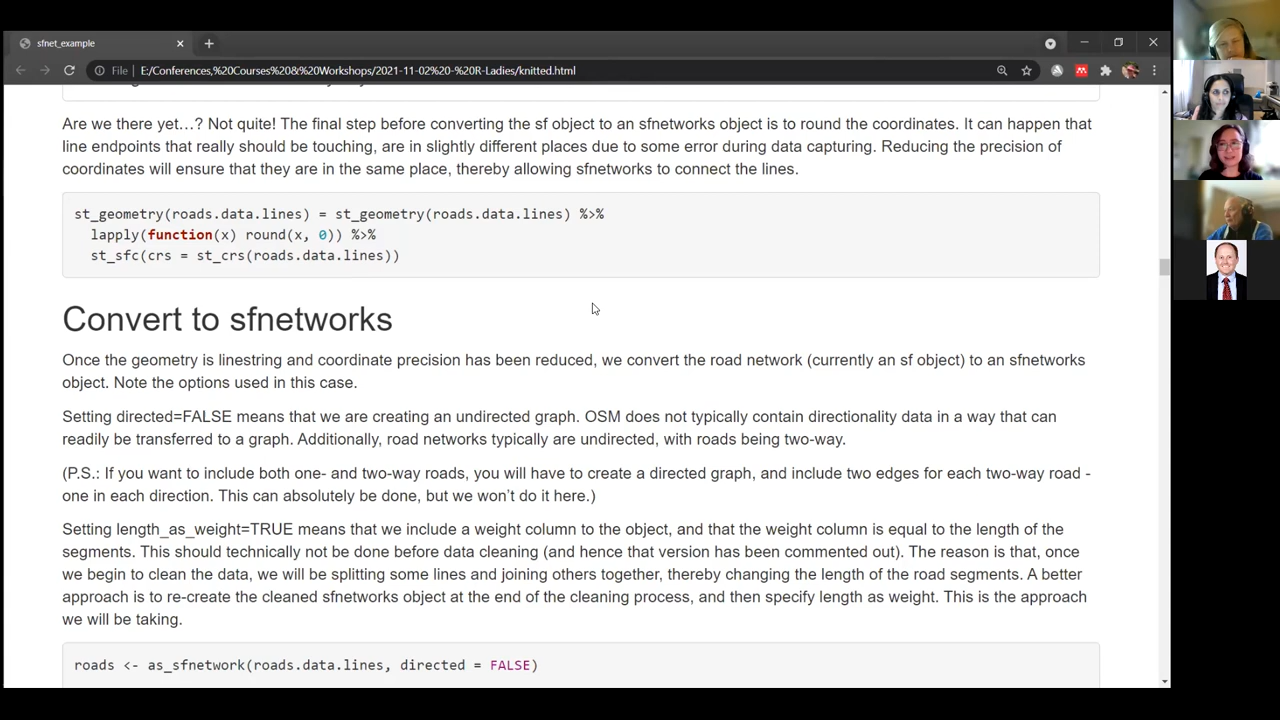 sfnet_example
File
E:/Conferences,%20Courses%20&%20Workshops/2021-11-02%20-%20R-Ladies/knitted.html
Are we there yet…? Not quite! The final step before converting the sf object to an sfnetworks object is to round the coordinates. It can happen that
line endpoints that really should be touching, are in slightly different places due to some error during data capturing. Reducing the precision of
coordinates will ensure that they are in the same place, thereby allowing sfnetworks to connect the lines.
st_geometry(roads.data.lines) = st_geometry(roads.data.lines) %>%
lapply(function(x) round(x, 0)) %>%
st_sfc(crs = st_crs(roads.data.lines))
Convert to sfnetworks
Once the geometry is linestring and coordinate precision has been reduced, we convert the road network (currently an sf object) to an sfnetworks
object. Note the options used in this case.
Setting directed=FALSE means that we are creating an undirected graph. OSM does not typically contain directionality data in a way that can
readily be transferred to a graph. Additionally, road networks typically are undirected, with roads being two-way.
(P.S.: If you want to include both one- and two-way roads, you will have to create a directed graph, and include two edges for each two-way road -
one in each direction. This can absolutely be done, but we won't do it here.)
Setting length_as_weight=TRUE means that we include a weight column to the object, and that the weight column is equal to the length of the
segments. This should technically not be done before data cleaning (and hence that version has been commented out). The reason is that, once
we begin to clean the data, we will be splitting some lines and joining others together, thereby changing the length of the road segments. A better
approach is to re-create the cleaned sfnetworks object at the end of the cleaning process, and then specify length as weight. This is the approach
we will be taking.
roads <- as_sfnetwork(roads.data.lines, directed = FALSE)